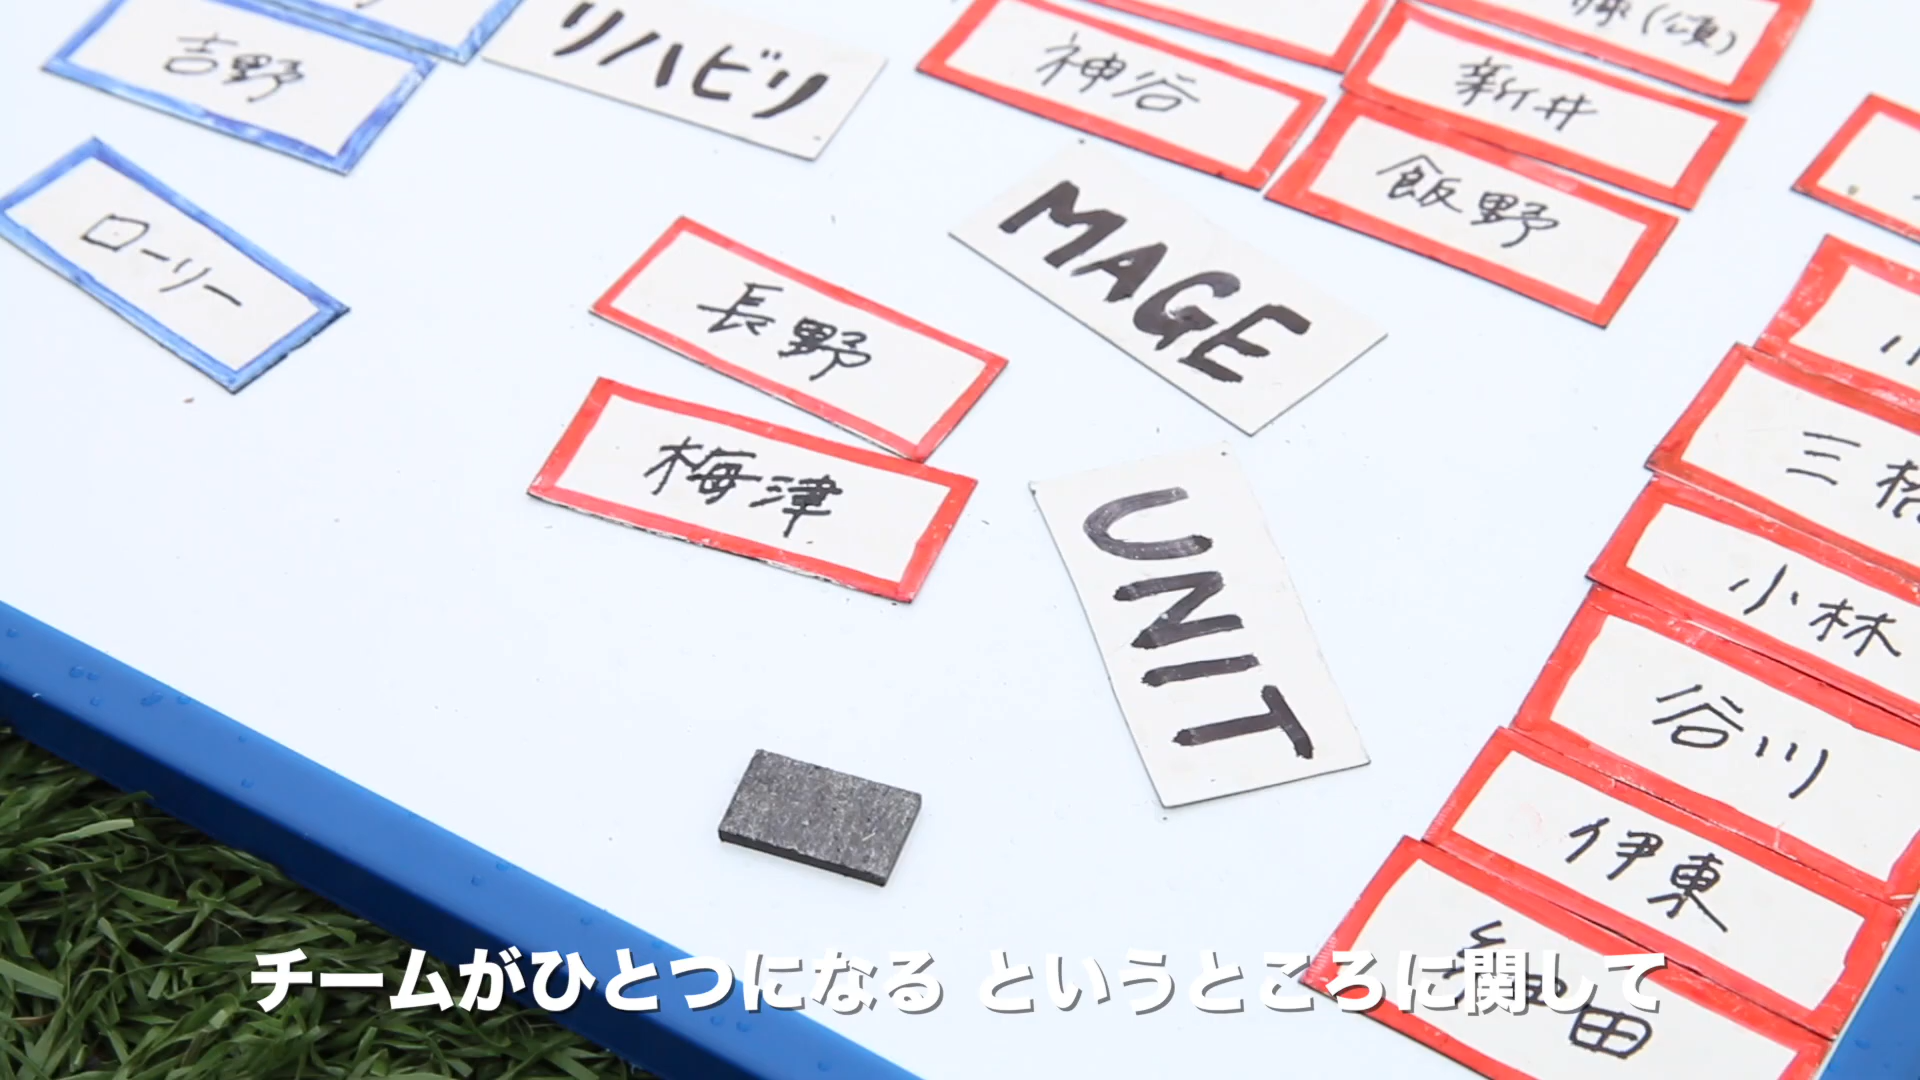 吉野
リハビリ
ローリー
神谷
新井
飯野
MAGE
長野
梅津
UNIT
三
小林
谷川
伊東
田
チームがひとつになる というところに関して